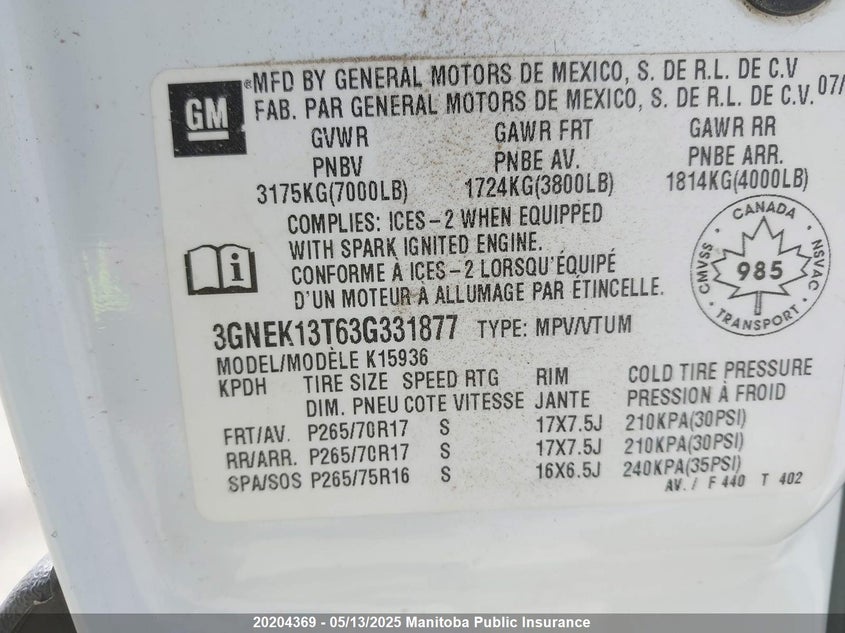 GM
®MFD BY GENERAL MOTORS DE MEXICO, S. DE R.L. DE C.V
FAB. PAR GENERAL MOTORS DE MEXICO, S. DE R.L. DE C.V. 07/
GVWR GAWR FRT GAWR RR
PNBV PNBE AV. PNBE ARR.
3175KG(7000LB) 1724KG(3800LB) 1814KG(4000LB)
COMPLIES: ICES-2 WHEN EQUIPPED
WITH SPARK IGNITED ENGINE.
CONFORME À ICES-2 LORSQU'ÉQUIPÉ
D'UN MOTEUR A ALLUMAGE PAR ÉTINCELLE.
CANADA
CMVSS 985 NSVAC
TRANSPORT
3GNEK13T63G331877 TYPE: MPV/VTUM
MODEL/MODÈLE K15936
KPDH TIRE SIZE SPEED RTG RIM COLD TIRE PRESSURE
DIM. PNEU COTE VITESSE JANTE PRESSION À FROID
FRT/AV. P265/70R17 S 17X7.5J 210KPA(30PSI)
RR/ARR. P265/70R17 S 17X7.5J 210KPA(30PSI)
SPA/SOS P265/75R16 S 16X6.5J 240KPA(35PSI)
AV. / F 440 T 402
20204369 - 05/13/2025 Manitoba Public Insurance